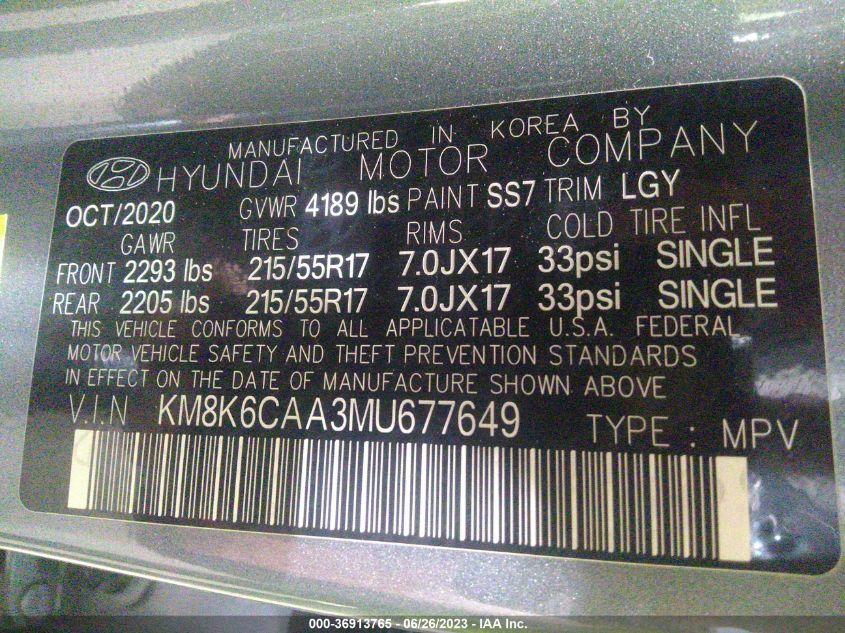 MANUFACTURED IN KOREA BY
HYUNDAI MOTOR COMPANY
OCT/2020 GVWR 4189 lbs PAINT SS7 TRIM LGY
GAWR TIRES RIMS COLD TIRE INFL
FRONT 2293 lbs 215/55R17 7.0JX17 33psi SINGLE
REAR 2205 lbs 215/55R17 7.0JX17 33psi SINGLE
THIS VEHICLE CONFORMS TO ALL APPLICATABLE U.S.A. FEDERAL
MOTOR VEHICLE SAFETY AND THEFT PREVENTION STANDARDS
IN EFFECT ON THE DATE OF MANUFACTURE SHOWN ABOVE
V.I.N KM8K6CAA3MU677649 TYPE : MPV
000-36913765 - 06/26/2023 - IAA Inc.